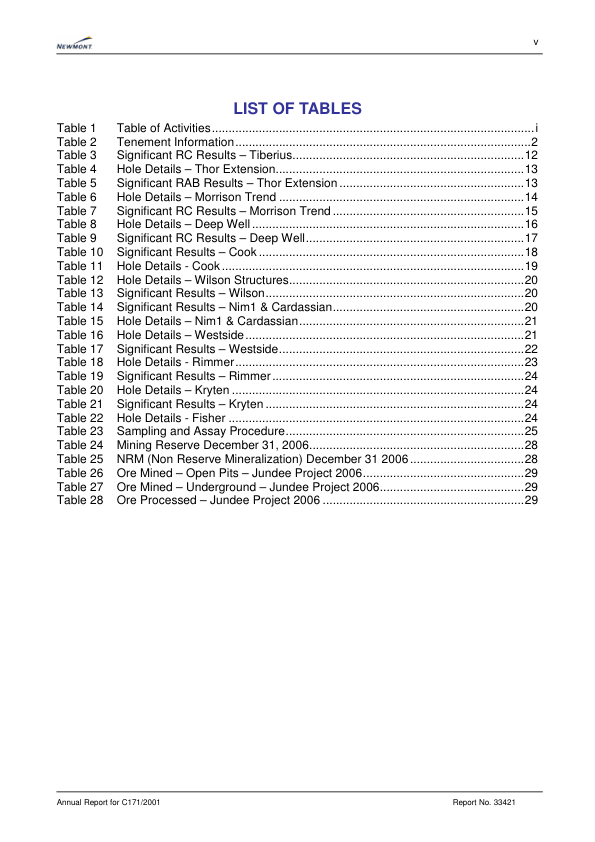 NEWMONT
v
LIST OF TABLES
Table 1 Table of Activities.....i
Table 2 Tenement Information.....2
Table 3 Significant RC Results – Tiberius.....12
Table 4 Hole Details – Thor Extension.....13
Table 5 Significant RAB Results – Thor Extension.....13
Table 6 Hole Details – Morrison Trend.....14
Table 7 Significant RC Results – Morrison Trend.....15
Table 8 Hole Details – Deep Well.....16
Table 9 Significant RC Results – Deep Well.....17
Table 10 Significant Results – Cook.....18
Table 11 Hole Details - Cook.....19
Table 12 Hole Details – Wilson Structures.....20
Table 13 Significant Results – Wilson.....20
Table 14 Significant Results – Nim1 & Cardassian.....20
Table 15 Hole Details – Nim1 & Cardassian.....21
Table 16 Hole Details – Westside.....21
Table 17 Significant Results – Westside.....22
Table 18 Hole Details - Rimmer.....23
Table 19 Significant Results – Rimmer.....24
Table 20 Hole Details – Kryten.....24
Table 21 Significant Results – Kryten.....24
Table 22 Hole Details - Fisher.....24
Table 23 Sampling and Assay Procedure.....25
Table 24 Mining Reserve December 31, 2006.....28
Table 25 NRM (Non Reserve Mineralization) December 31 2006.....28
Table 26 Ore Mined – Open Pits – Jundee Project 2006.....29
Table 27 Ore Mined – Underground – Jundee Project 2006.....29
Table 28 Ore Processed – Jundee Project 2006.....29
Annual Report for C171/2001 Report No. 33421